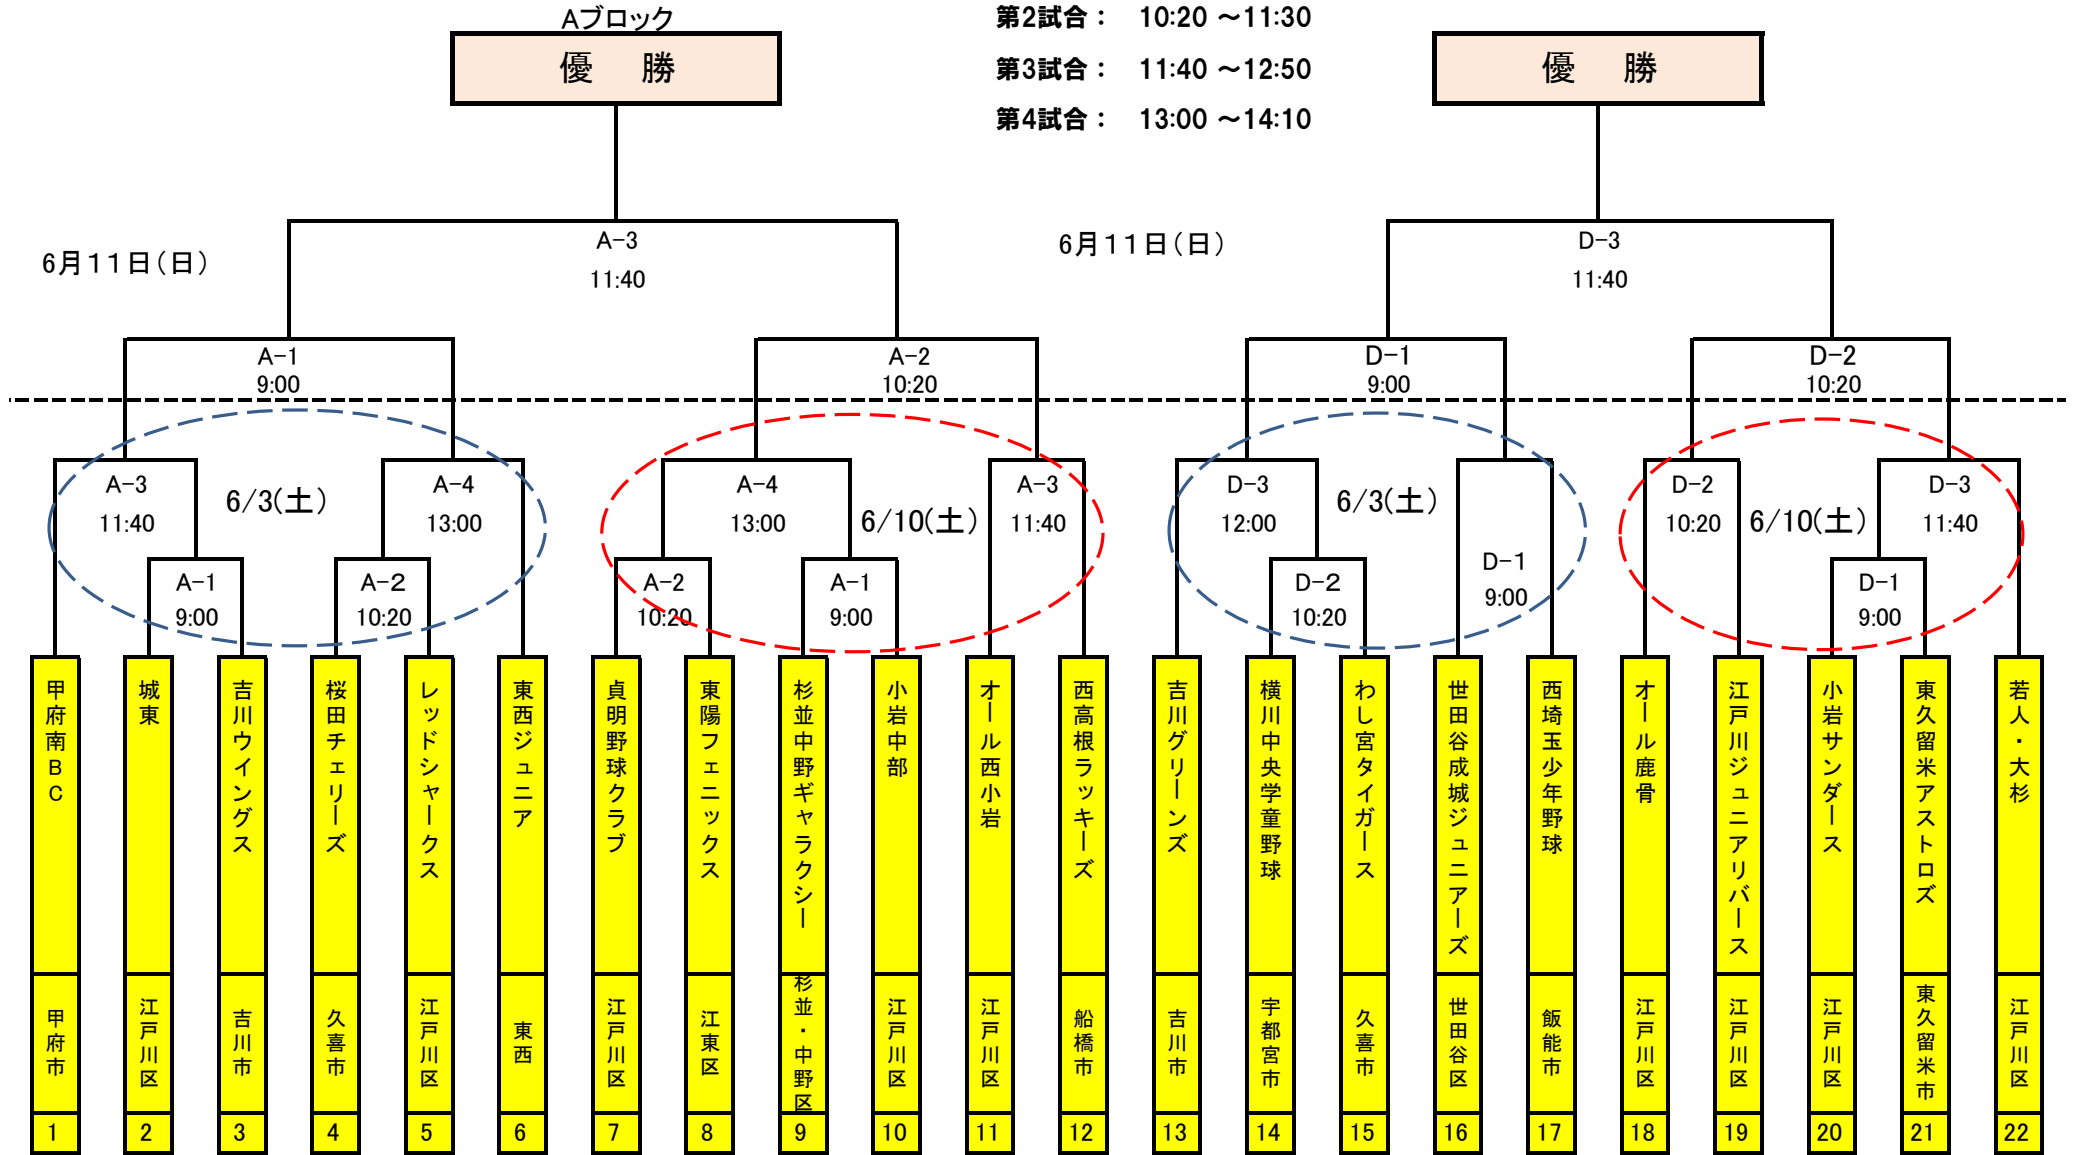 Aブロック
優 勝
第2試合： 10:20 ～11:30
第3試合： 11:40 ～12:50
第4試合： 13:00 ～14:10
優 勝
6月１１日（日）
A-3
11:40
6月１１日（日）
D-3
11:40
A-1
9:00
A-2
10:20
D-1
9:00
D-2
10:20
A-3
11:40
6/3(土)
A-4
13:00
A-4
13:00
6/10(土)
A-3
11:40
D-3
12:00
6/3(土)
D-2
10:20
6/10(土)
D-3
11:40
A-1
9:00
A-2
10:20
A-2
10:20
A-1
9:00
D-2
10:20
D-1
9:00
D-1
9:00
甲府南BC
城東
吉川ウイングス
桜田チェリーズ
レッドシャークス
東西ジュニア
貞明野球クラブ
東陽フェニックス
杉並中野ギャラクシー
小岩中部
オール西小岩
西高根ラッキーズ
吉川グリーンズ
横川中央学童野球
わし宮タイガース
世田谷成城ジュニアーズ
西埼玉少年野球
オール鹿骨
江戸川ジュニアリバース
小岩サンダース
東久留米アストロズ
若人・大杉
甲府市
江戸川区
吉川市
久喜市
江戸川区
東西
江戸川区
江東区
杉並・中野区
江戸川区
江戸川区
船橋市
吉川市
宇都宮市
久喜市
世田谷区
飯能市
江戸川区
江戸川区
江戸川区
東久留米市
江戸川区
1
2
3
4
5
6
7
8
9
10
11
12
13
14
15
16
17
18
19
20
21
22